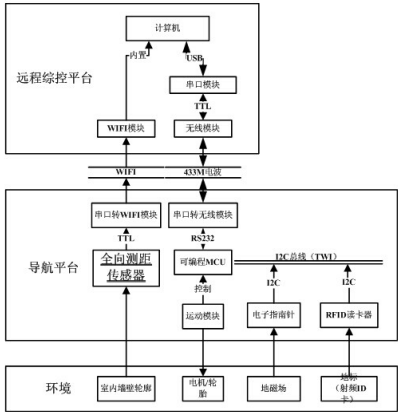 计算机
内置
USB
远程综控平台
串口模块
TTL
WIFI模块
无线模块
WIFI
433M电波
串口转WIFI模块
串口转无线模块
TTL
RS232
I2C总线（TWI）
导航平台
全向测距
传感器
可编程MCU
I2C
I2C
控制
运动模块
电子指南针
RFID读卡器
环境
室内墙壁轮廓
电机/轮
胎
地磁场
地标
（射频ID
卡）